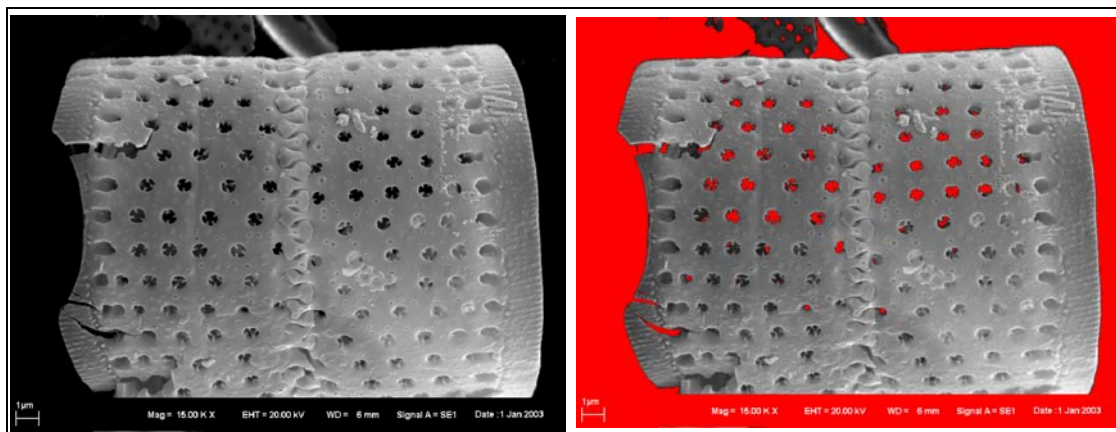 1µm
Mag = 15.00 K X EHT = 20.00 kV WD = 6 mm Signal A = SE1 Date :1 Jan 2003
1µm
Mag = 15.00 K X EHT = 20.00 kV WD = 6 mm Signal A = SE1 Date :1 Jan 2003